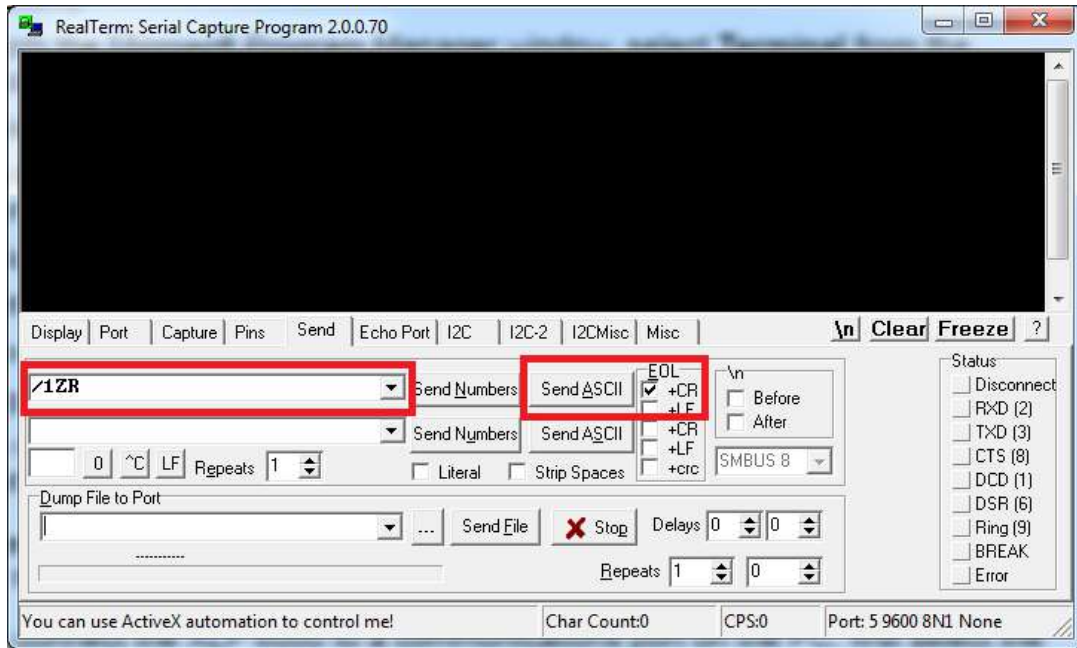 RealTerm: Serial Capture Program 2.0.0.70
Display Port Capture Pins Send Echo Port I2C I2C-2 I2CMisc Misc \n Clear Freeze ?
/1ZR
Send Numbers Send ASCII
EOL
+CR
+LF
Send Numbers Send ASCII
+CR
+LF
+crc
0 ^C LF Repeats 1
Literal Strip Spaces
\n
Before
After
SMBUS 8
Dump File to Port
... Send File Stop Delays 0 0
----------
Repeats 1 0
Status
Disconnect
RXD (2)
TXD (3)
CTS (8)
DCD (1)
DSR (6)
Ring (9)
BREAK
Error
You can use ActiveX automation to control me! Char Count:0 CPS:0 Port: 5 9600 8N1 None